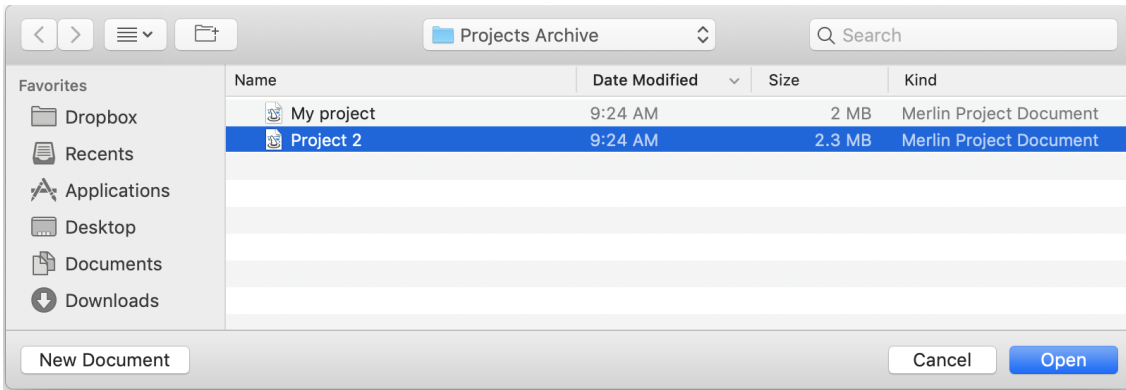 Projects Archive
Search
Favorites
Dropbox
Recents
Applications
Desktop
Documents
Downloads
Name Date Modified Size Kind
My project 9:24 AM 2 MB Merlin Project Document
Project 2 9:24 AM 2.3 MB Merlin Project Document
New Document Cancel Open